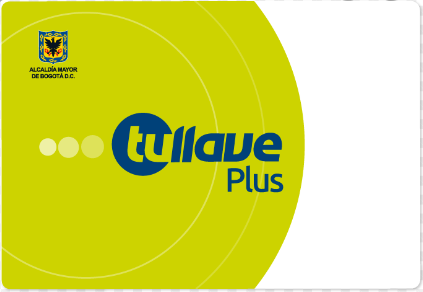 ALCALDÍA MAYOR
DE BOGOTÁ D.C.
tullave
Plus